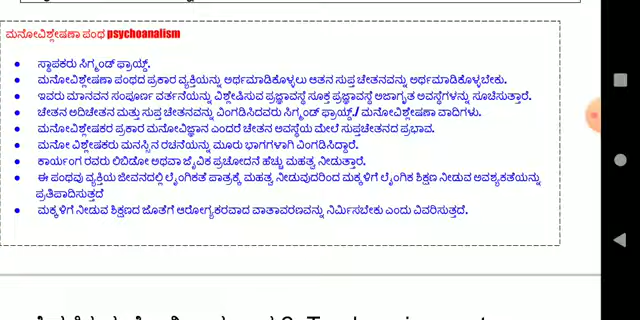 ಮನೋವಿಶ್ಲೇಷಣಾ ಪಂಥ psychoanalism
ಸ್ಥಾಪಕರು ಸಿಗ್ಮಂಡ್ ಫ್ರಾಯ್ಡ್.
ಮನೋವಿಶ್ಲೇಷಣಾ ಪಂಥದ ಪ್ರಕಾರ ವ್ಯಕ್ತಿಯನ್ನು ಅರ್ಥಮಾಡಿಕೊಳ್ಳಲು ಆತನ ಸುಪ್ತ ಚೇತನವನ್ನು ಅರ್ಥಮಾಡಿಕೊಳ್ಳಬೇಕು.
ಇವರು ಮಾನವನ ಸಂಪೂರ್ಣ ವರ್ತನೆಯನ್ನು ವಿಶ್ಲೇಷಿಸುವ ಪ್ರಜ್ಞಾವಸ್ಥೆ ಸೂಕ್ತ ಪ್ರಜ್ಞಾವಸ್ಥೆ ಅಜಾಗೃತ ಅವಸ್ಥೆಗಳನ್ನು ಸೂಚಿಸುತ್ತಾರೆ.
ಚೇತನ ಅದಿಚೇತನ ಮತ್ತು ಸುಪ್ತ ಚೇತನವನ್ನು ವಿಂಗಡಿಸಿದವರು ಸಿಗ್ಮಂಡ್ ಫ್ರಾಯ್ಡ್./ ಮನೋವಿಶ್ಲೇಷಣಾ ವಾದಿಗಳು.
ಮನೋವಿಶ್ಲೇಷಕರ ಪ್ರಕಾರ ಮನೋವಿಜ್ಞಾನ ಎಂದರೆ ಚೇತನ ಅವಸ್ಥೆಯ ಮೇಲೆ ಸುಪ್ತಚೇತನದ ಪ್ರಭಾವ.
ಮನೋ ವಿಶ್ಲೇಷಕರು ಮನಸ್ಸಿನ ರಚನೆಯನ್ನು ಮೂರು ಭಾಗಗಳಾಗಿ ವಿಂಗಡಿಸಿದ್ದಾರೆ.
ಕಾರ್ಯಂಗ ರವರು ಲಿಬಿಡೋ ಅಥವಾ ಜೈವಿಕ ಪ್ರಚೋದನೆ ಹೆಚ್ಚು ಮಹತ್ವ ನೀಡುತ್ತಾರೆ.
ಈ ಪಂಥವು ವ್ಯಕ್ತಿಯ ಜೀವನದಲ್ಲಿ ಲೈಂಗಿಕತೆ ಪಾತ್ರಕ್ಕೆ ಮಹತ್ವ ನೀಡುವುದರಿಂದ ಮಕ್ಕಳಿಗೆ ಲೈಂಗಿಕ ಶಿಕ್ಷಣ ನೀಡುವ ಅವಶ್ಯಕತೆಯನ್ನು
ಪ್ರತಿಪಾದಿಸುತ್ತದೆ
ಮಕ್ಕಳಿಗೆ ನೀಡುವ ಶಿಕ್ಷಣದ ಜೊತೆಗೆ ಆರೋಗ್ಯಕರವಾದ ವಾತಾವರಣವನ್ನು ನಿರ್ಮಿಸಬೇಕು ಎಂದು ವಿವರಿಸುತ್ತದೆ.